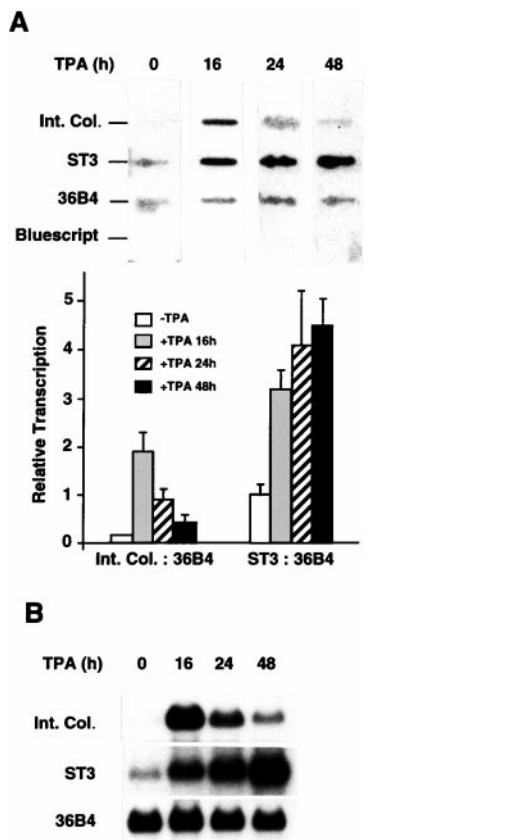 A
TPA (h) 0 16 24 48
Int. Col.
ST3
36B4
Bluescript
5
4
3
2
1
0
Relative Transcription
-TPA
+TPA 16h
+TPA 24h
+TPA 48h
Int. Col. : 36B4 ST3 : 36B4
B
TPA (h) 0 16 24 48
Int. Col.
ST3
36B4